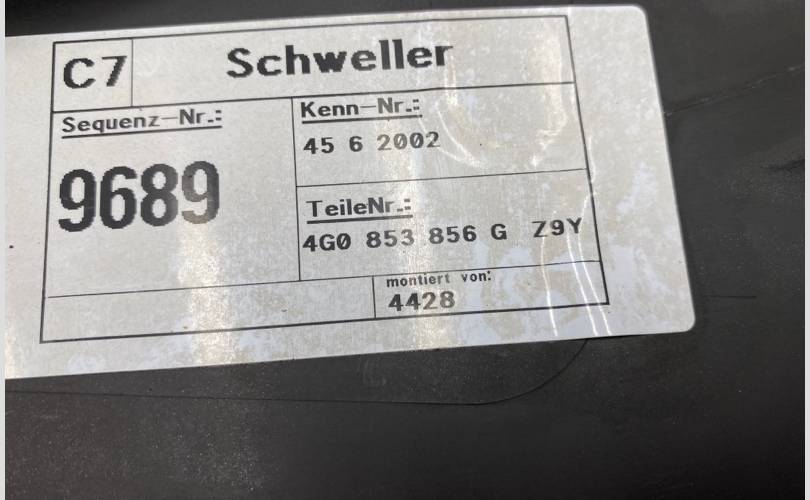 C7 Schweller
Sequenz-Nr.:
9689
Kenn-Nr.:
45 6 2002
TeileNr.:
4G0 853 856 G Z9Y
montiert von:
4428